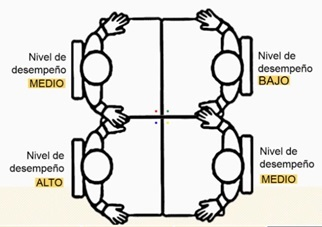 Nivel de
desempeño
MEDIO
Nivel de
desempeño
BAJO
Nivel de
desempeño
ALTO
Nivel de
desempeño
MEDIO